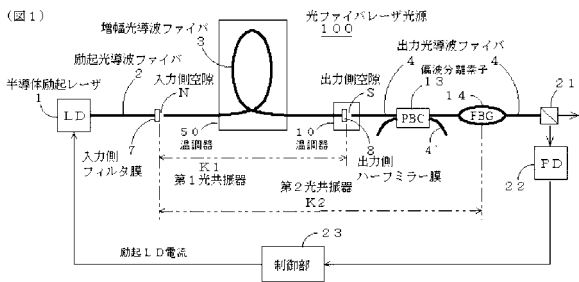 (図1)
光ファイバレーザ光源
100
増幅光導波ファイバ
3
励起光導波ファイバ
2
入力側空隙
N
半導体励起レーザ
1
LD
7
入力側
フィルタ膜
50
温調器
出力側空隙
S
10
温調器
8
出力側
ハーフミラー膜
出力光導波ファイバ
4
4
偏波分離素子
13
PBC
4'
14
FBG
21
PD
22
K1
第1光共振器
第2光共振器
K2
励起LD電流
23
制御部